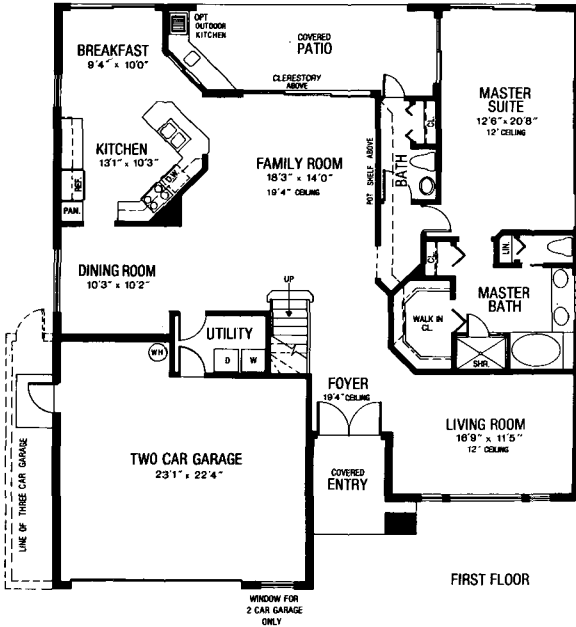 OPT
OUTDOOR
KITCHEN
BREAKFAST
9'4" x 10'0"
COVERED
PATIO
CLERESTORY
ABOVE
MASTER
SUITE
12'6" x 20'8"
12' CEILING
CL.
KITCHEN
13'1" x 10'3"
D.W.
REF.
PAN.
FAMILY ROOM
18'3" x 14'0"
19'4" CEILING
POT SHELF ABOVE
BATH
DINING ROOM
10'3" x 10'2"
UP
CL.
LIN.
MASTER
BATH
WALK IN
CL.
SHR.
UTILITY
D
W
WH
FOYER
19'4" CEILING
LIVING ROOM
16'9" x 11'5"
12' CEILING
TWO CAR GARAGE
23'1" x 22'4"
COVERED
ENTRY
LINE OF THREE CAR GARAGE
FIRST FLOOR
WINDOW FOR
2 CAR GARAGE
ONLY